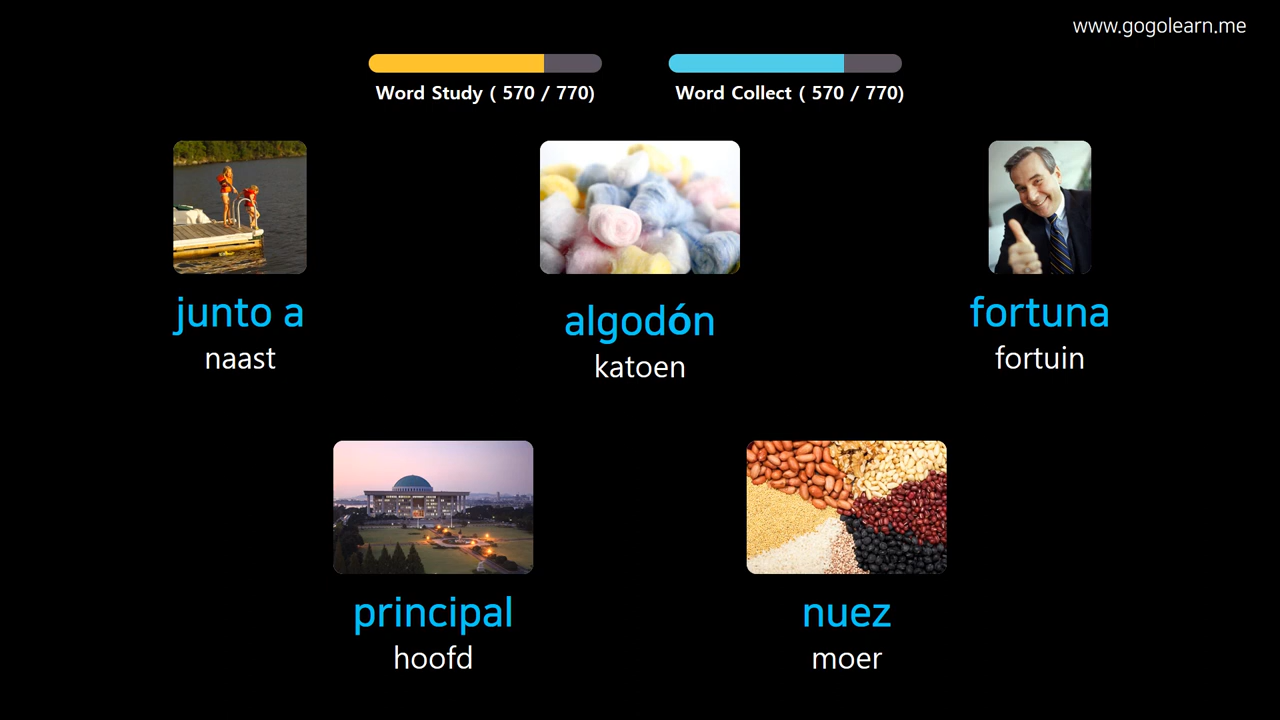 www.gogolearn.me
Word Study ( 570 / 770)
Word Collect ( 570 / 770)
junto a
naast
algodón
katoen
fortuna
fortuin
principal
hoofd
nuez
moer